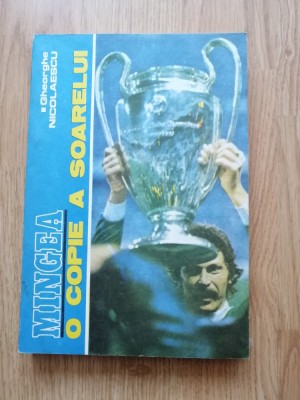 Gheorghe
NICOLAESCU
MINGEA
O COPIE A SOARELUI